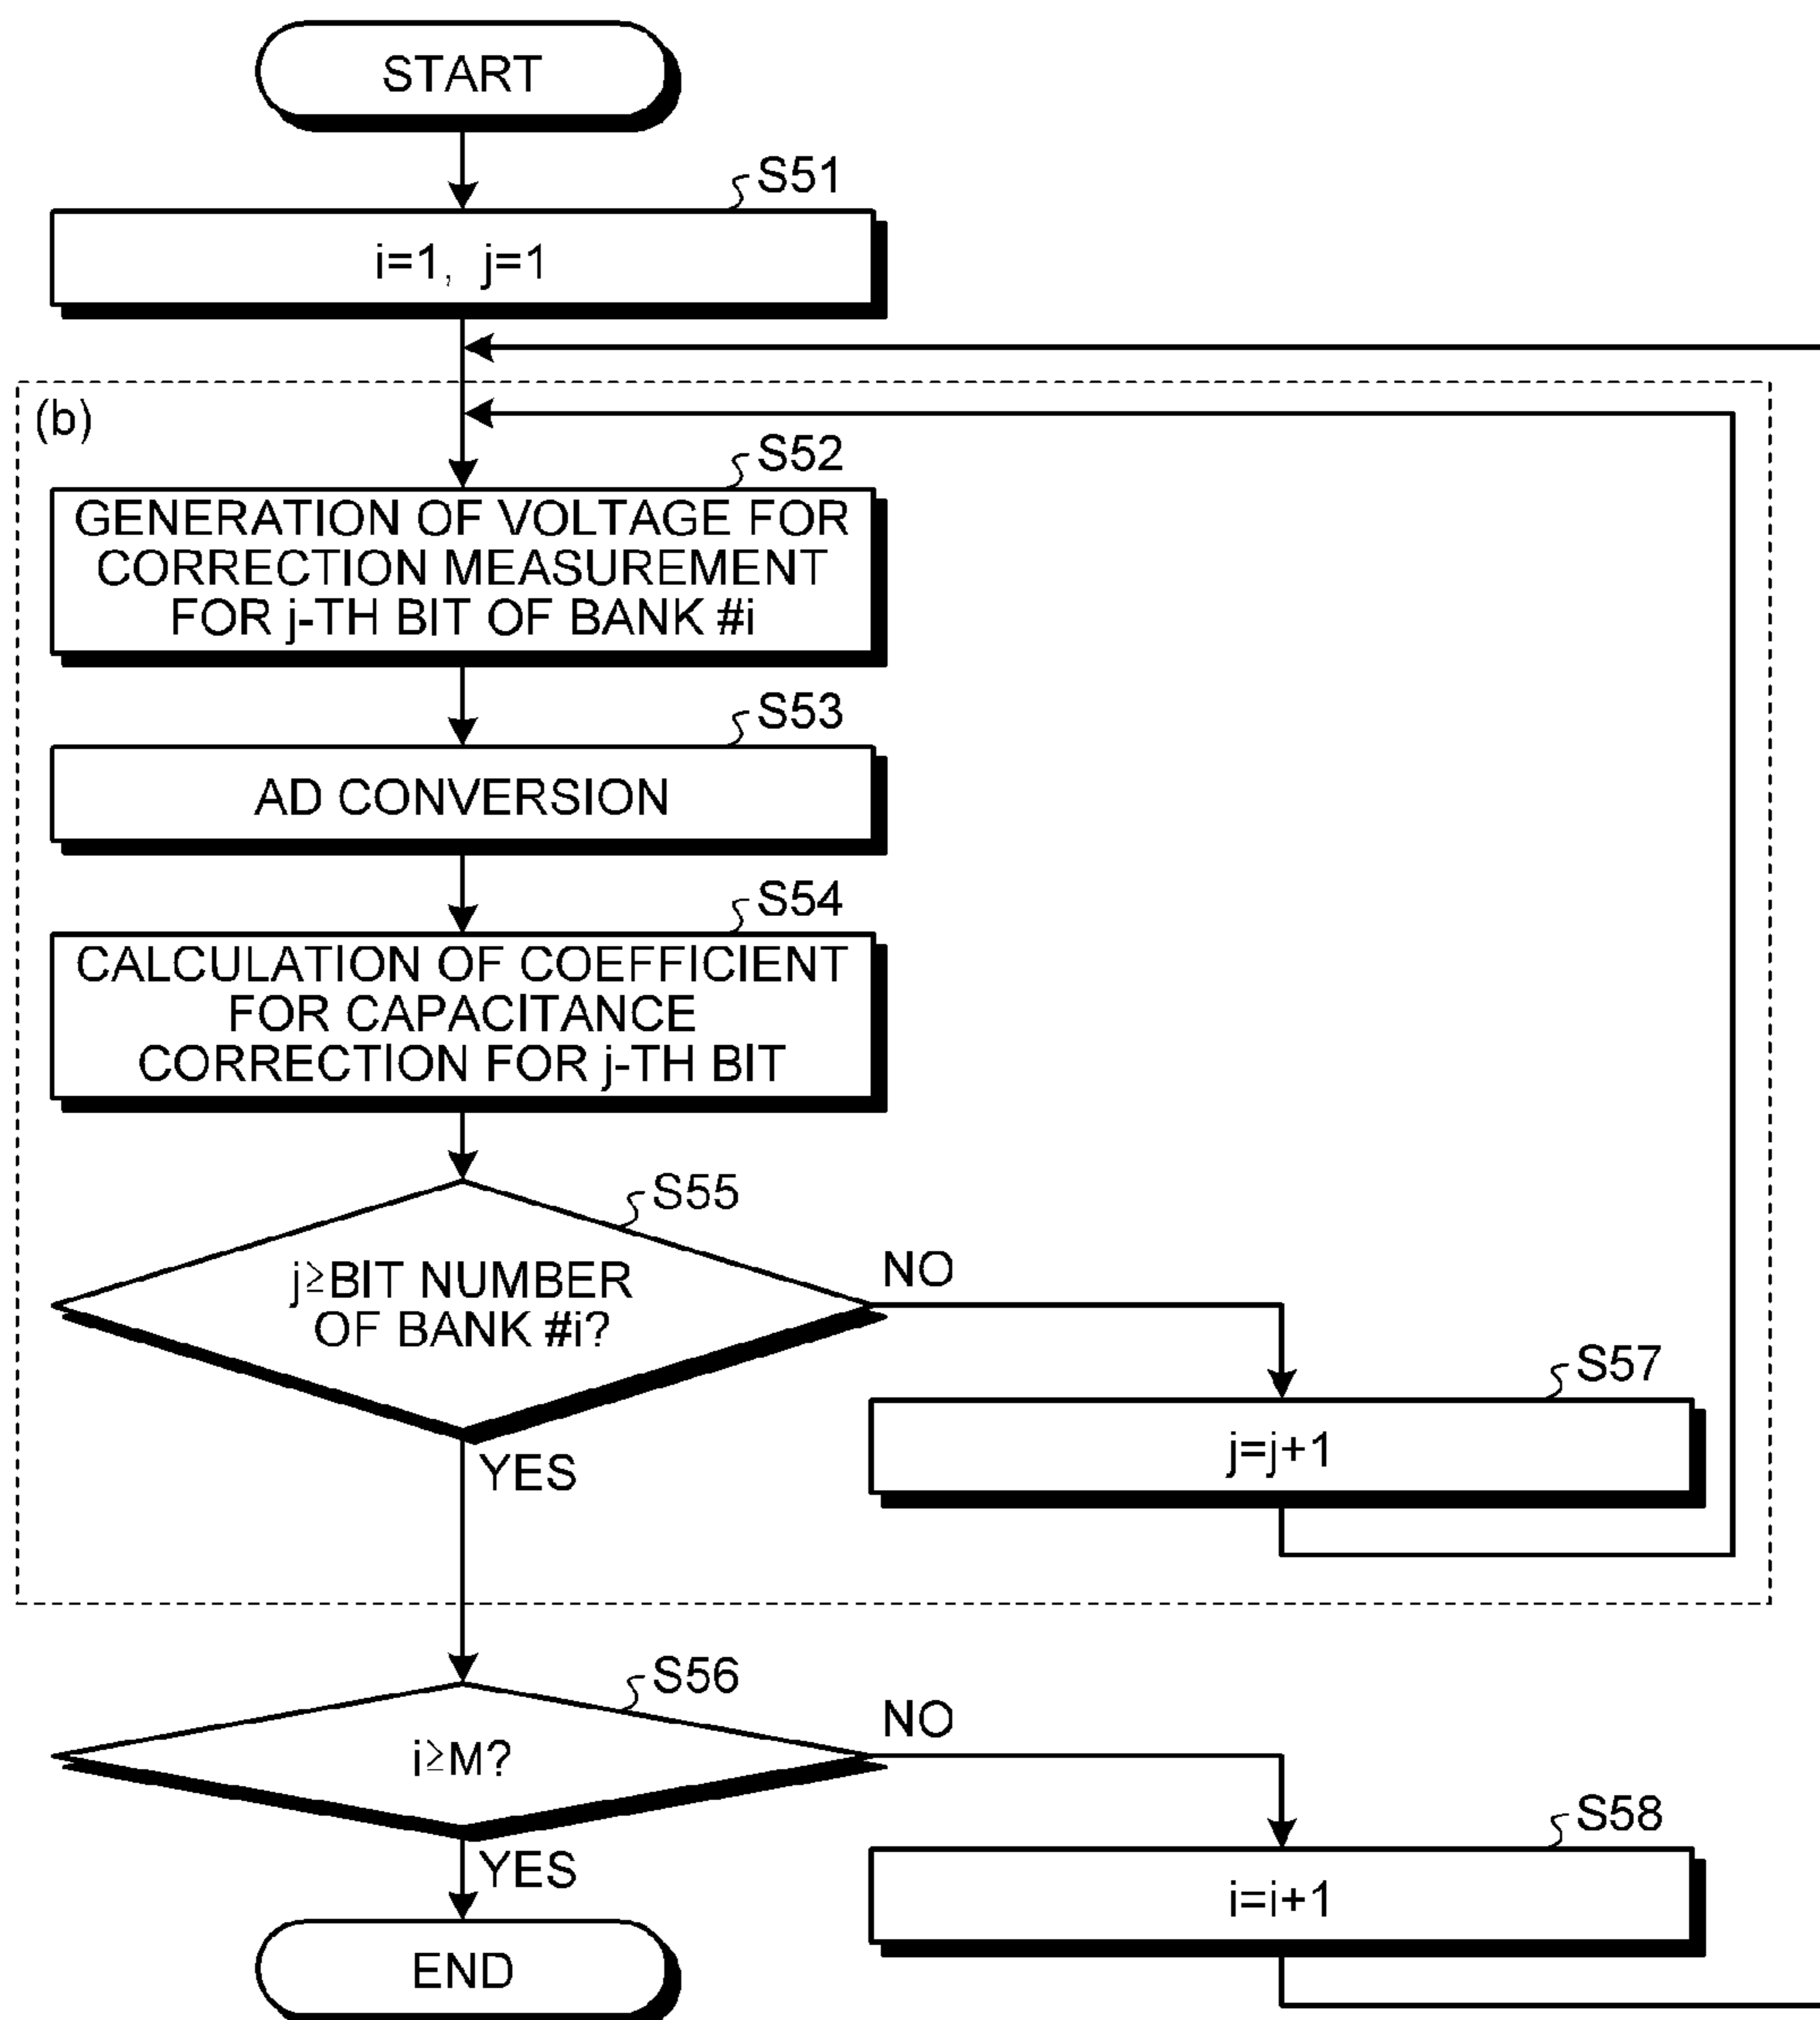 START
S51
i=1, j=1
(b)
S52
GENERATION OF VOLTAGE FOR
CORRECTION MEASUREMENT
FOR j-TH BIT OF BANK #i
S53
AD CONVERSION
S54
CALCULATION OF COEFFICIENT
FOR CAPACITANCE
CORRECTION FOR j-TH BIT
S55
j≥BIT NUMBER
OF BANK #i?
NO
YES
S57
j=j+1
S56
i≥M?
NO
YES
S58
i=i+1
END